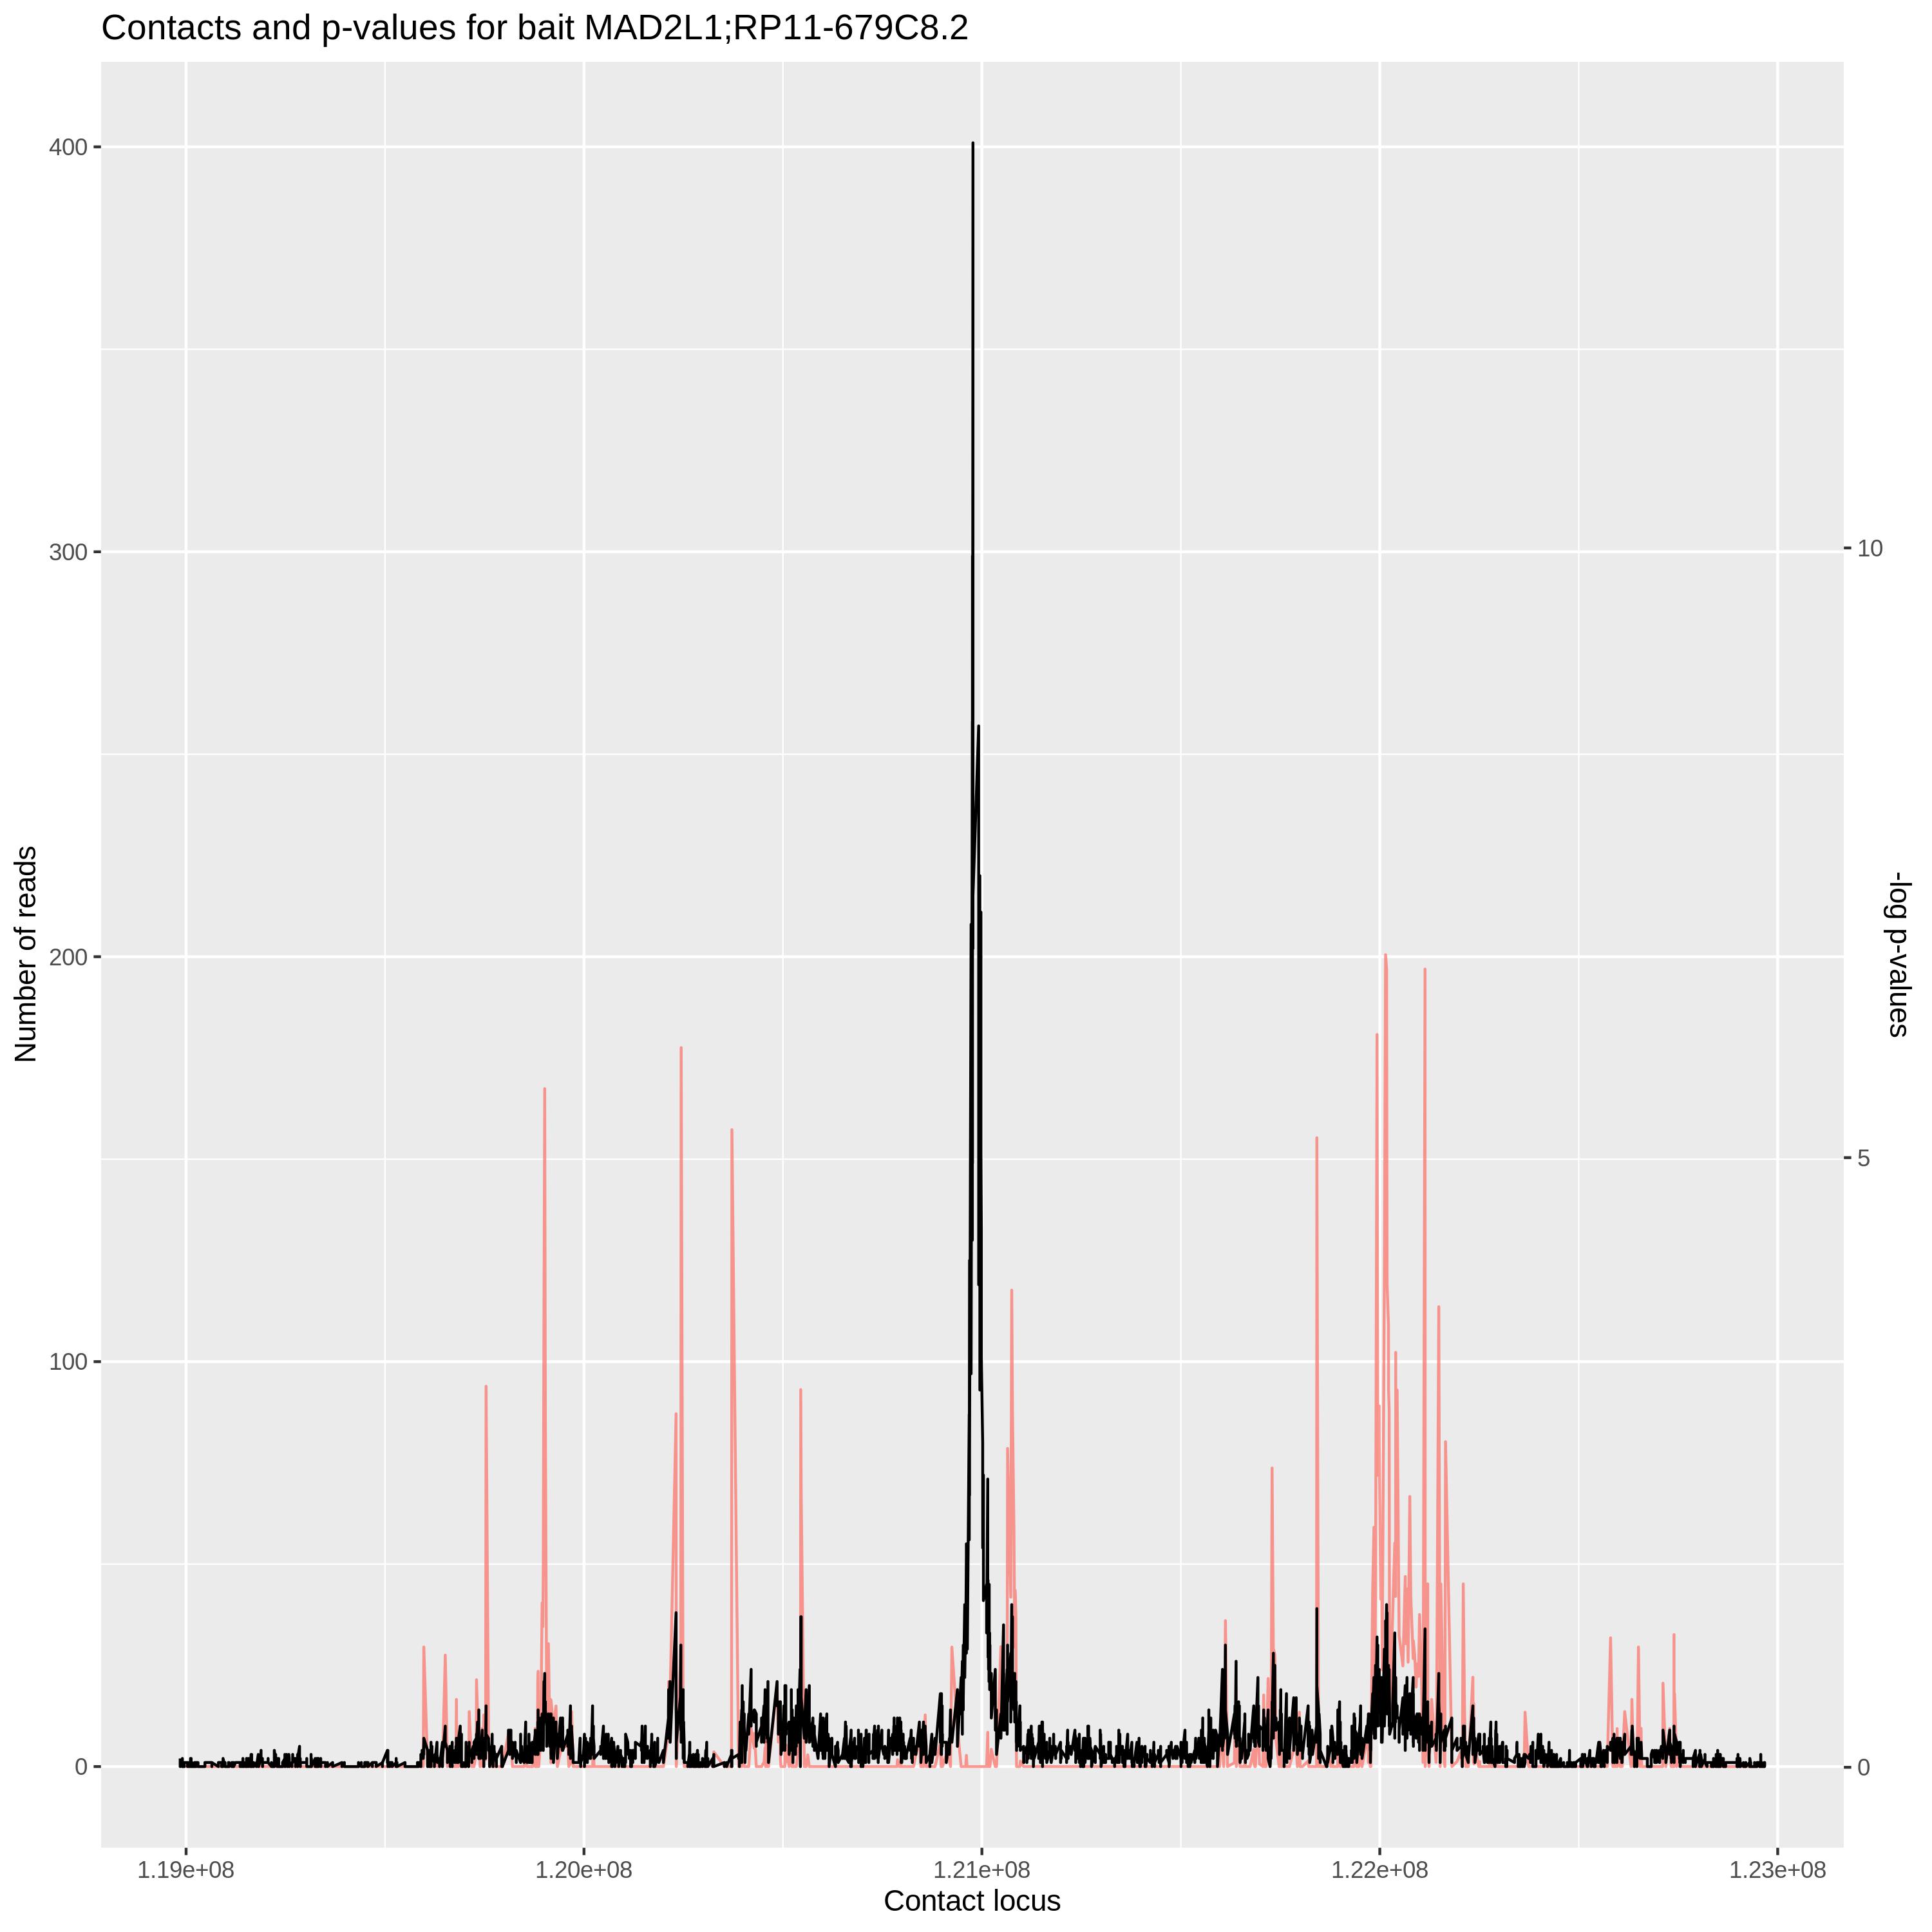 Contacts and p-values for bait MAD2L1;RP11-679C8.2
400
300
200
100
0
Number of reads
10
5
0
-log p-values
1.19e+08
1.20e+08
1.21e+08
1.22e+08
1.23e+08
Contact locus